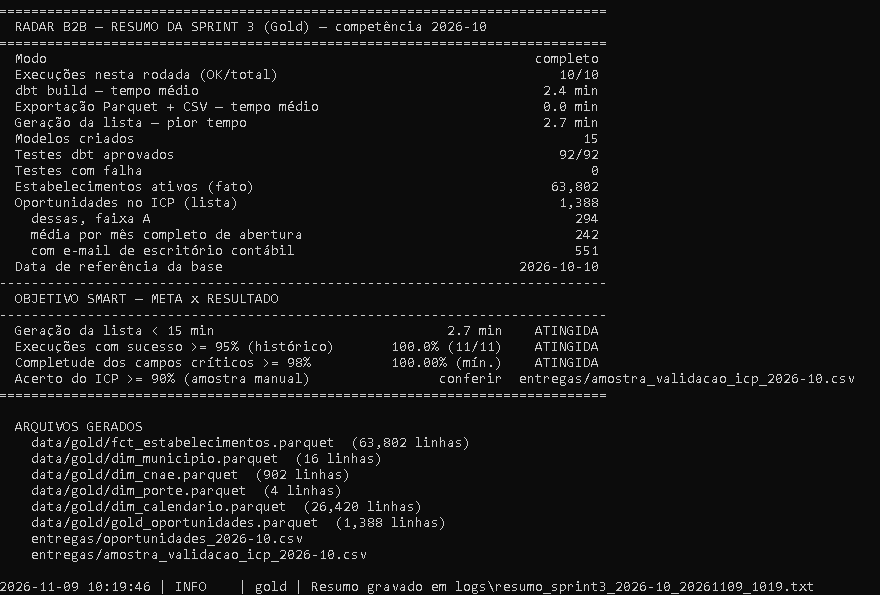 ================================================================================
RADAR B2B — RESUMO DA SPRINT 3 (Gold) — competência 2026-10
================================================================================
Modo completo
Execuções nesta rodada (OK/total) 10/10
dbt build — tempo médio 2.4 min
Exportação Parquet + CSV — tempo médio 0.0 min
Geração da lista — pior tempo 2.7 min
Modelos criados 15
Testes dbt aprovados 92/92
Testes com falha 0
Estabelecimentos ativos (fato) 63,802
Oportunidades no ICP (lista) 1,388
dessas, faixa A 294
média por mês completo de abertura 242
com e-mail de escritório contábil 551
Data de referência da base 2026-10-10
--------------------------------------------------------------------------------
OBJETIVO SMART — META x RESULTADO
--------------------------------------------------------------------------------
Geração da lista < 15 min 2.7 min ATINGIDA
Execuções com sucesso >= 95% (histórico) 100.0% (11/11) ATINGIDA
Completude dos campos críticos >= 98% 100.00% (mín.) ATINGIDA
Acerto do ICP >= 90% (amostra manual) conferir entregas/amostra_validacao_icp_2026-10.csv
================================================================================
ARQUIVOS GERADOS
data/gold/fct_estabelecimentos.parquet (63,802 linhas)
data/gold/dim_municipio.parquet (16 linhas)
data/gold/dim_cnae.parquet (902 linhas)
data/gold/dim_porte.parquet (4 linhas)
data/gold/dim_calendario.parquet (26,420 linhas)
data/gold/gold_oportunidades.parquet (1,388 linhas)
entregas/oportunidades_2026-10.csv
entregas/amostra_validacao_icp_2026-10.csv
2026-11-09 10:19:46 | INFO | gold | Resumo gravado em logs\resumo_sprint3_2026-10_20261109_1019.txt